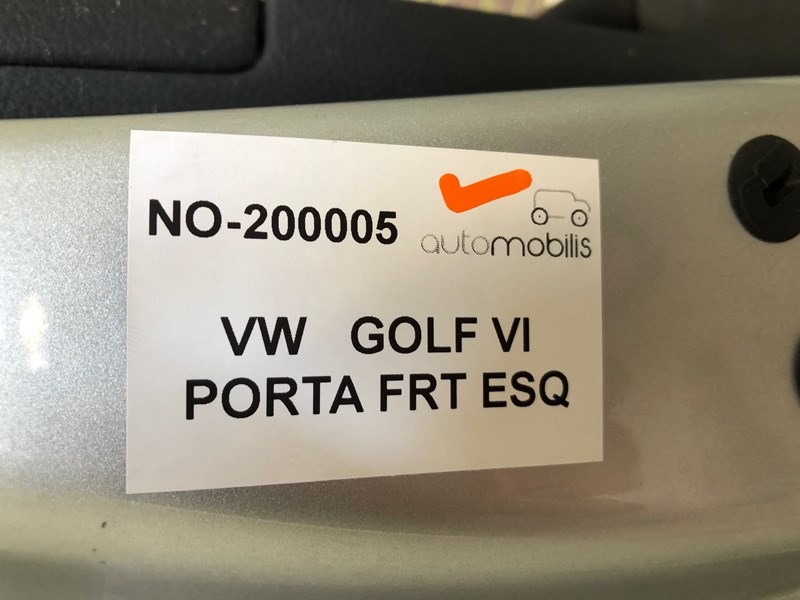 NO-200005
automobilis
VW GOLF VI
PORTA FRT ESQ